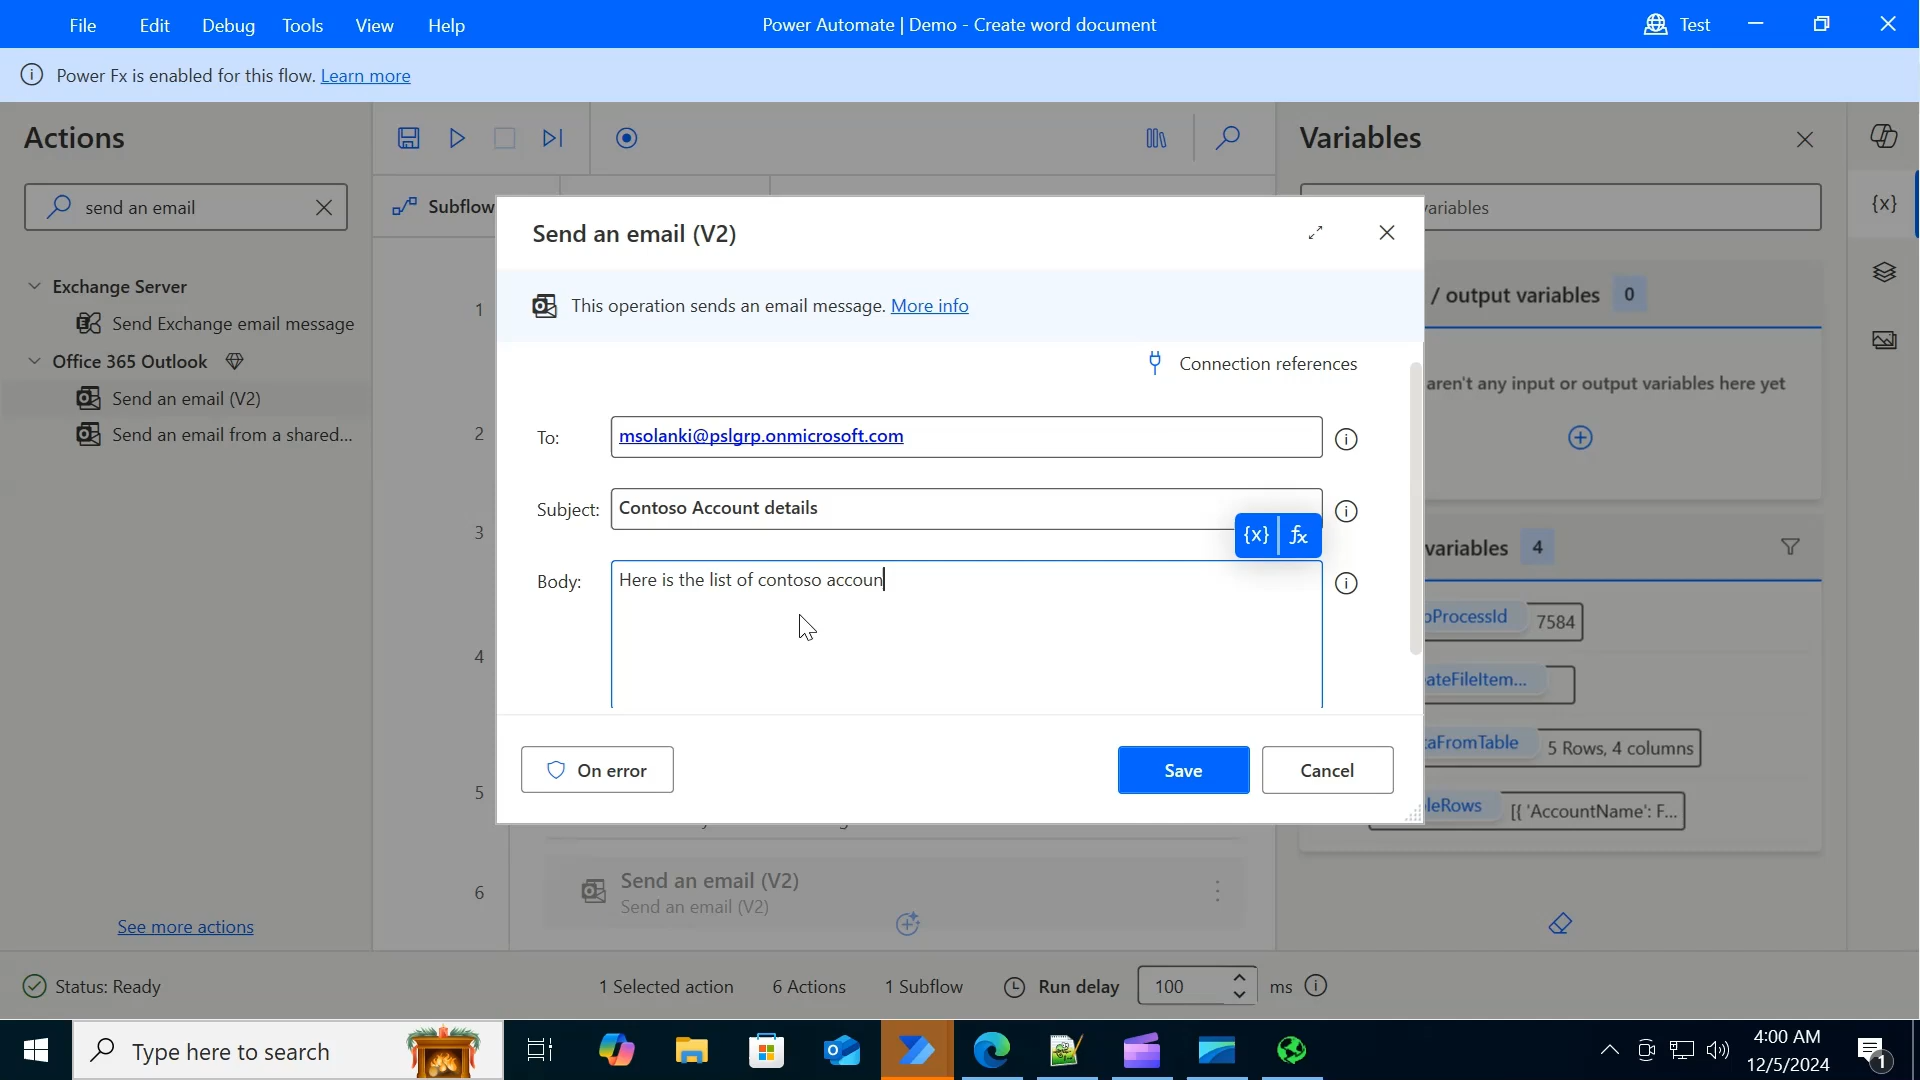 File Edit Debug Tools View Help
Power Automate | Demo - Create word document
Test
Power Fx is enabled for this flow. Learn more
Actions
send an email
Exchange Server
Send Exchange email message
Office 365 Outlook
Send an email (V2)
Send an email from a shared...
See more actions
Subflow
1
2
3
4
5
6
Send an email (V2)
This operation sends an email message. More info
Connection references
To:
msolanki@pslgrp.onmicrosoft.com
Subject:
Contoso Account details
{x} fx
Body:
Here is the list of contoso accoun
On error
Save
Cancel
Send an email (V2)
Send an email (V2)
Variables
variables
{x}
/ output variables 0
aren't any input or output variables here yet
variables 4
pProcessId 7584
ateFileItem...
taFromTable 5 Rows, 4 columns
leRows [{ 'AccountName': F...
Status: Ready
1 Selected action
6 Actions
1 Subflow
Run delay
100
ms
Type here to search
4:00 AM
12/5/2024
1